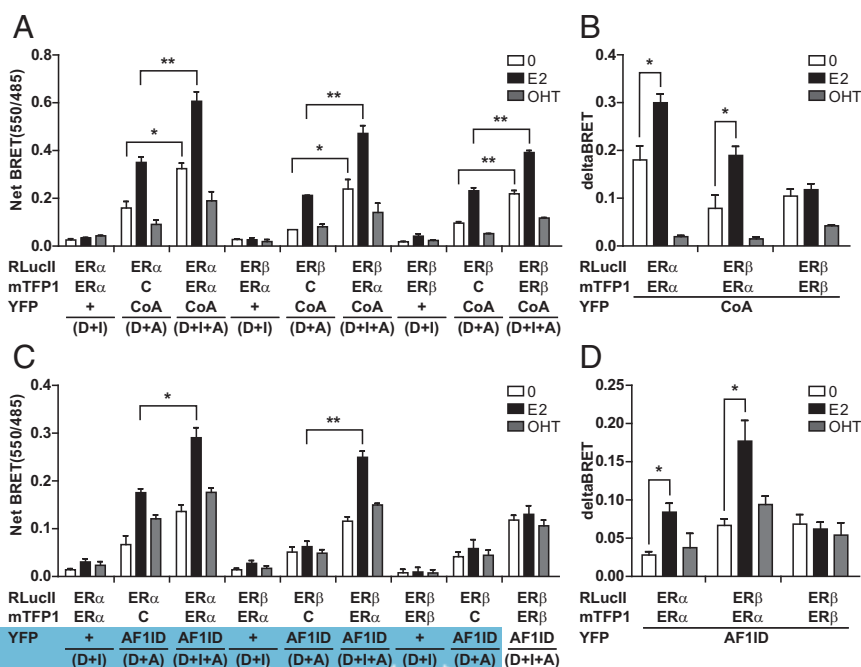 A
Net BRET(550/485)
0.8
0.6
0.4
0.2
0.0
0
E2
OHT
** 
*
**
*
**
**
RLucII ERα ERα ERα ERβ ERβ ERβ ERβ ERβ ERβ
mTFP1 ERα C ERα ERα C ERα ERβ C ERβ
YFP + CoA CoA + CoA CoA + CoA CoA
(D+I) (D+A) (D+I+A) (D+I) (D+A) (D+I+A) (D+I) (D+A) (D+I+A)
B
deltaBRET
0.4
0.3
0.2
0.1
0.0
0
E2
OHT
*
*
RLucII ERα ERβ ERβ
mTFP1 ERα ERα ERβ
YFP CoA
C
Net BRET(550/485)
0.4
0.3
0.2
0.1
0.0
0
E2
OHT
*
**
RLucII ERα ERα ERα ERβ ERβ ERβ ERβ ERβ ERβ
mTFP1 ERα C ERα ERα C ERα ERβ C ERβ
YFP + AF1ID AF1ID + AF1ID AF1ID + AF1ID AF1ID
(D+I) (D+A) (D+I+A) (D+I) (D+A) (D+I+A) (D+I) (D+A) (D+I+A)
D
deltaBRET
0.25
0.20
0.15
0.10
0.05
0.00
0
E2
OHT
*
*
RLucII ERα ERβ ERβ
mTFP1 ERα ERα ERβ
YFP AF1ID